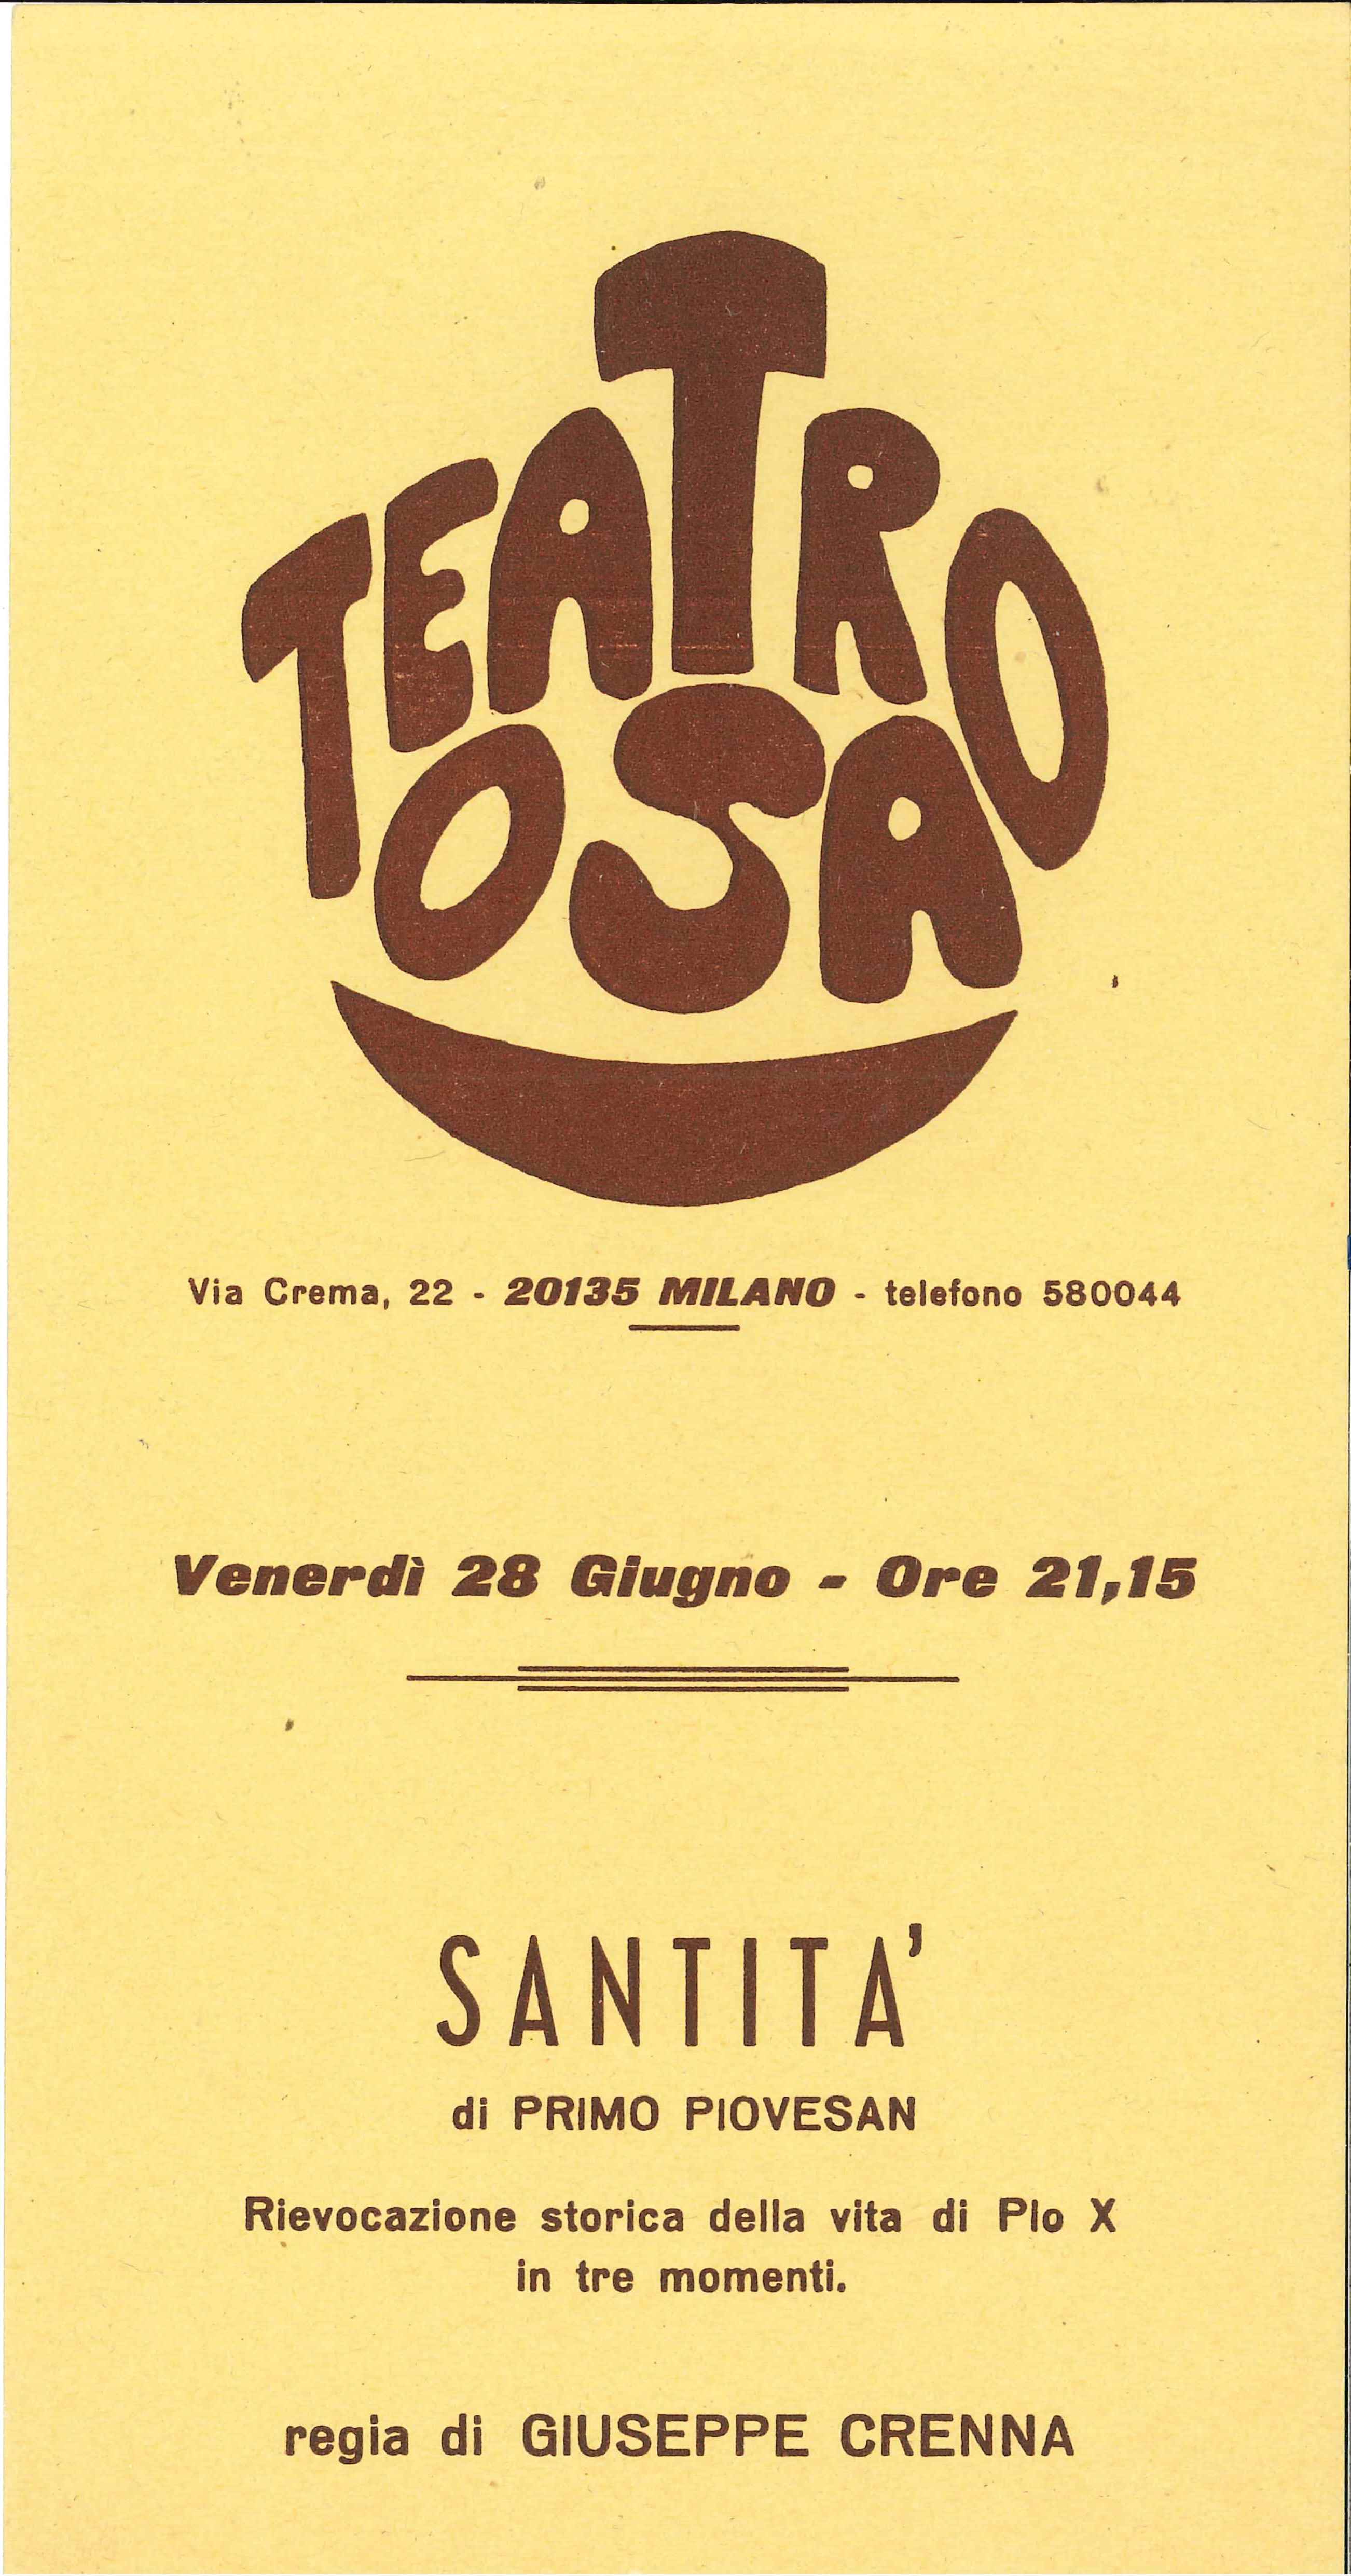 TEATRO
OSA
Via Crema, 22 - 20135 MILANO - telefono 580044
Venerdì 28 Giugno - Ore 21,15
SANTITA'
di PRIMO PIOVESAN
Rievocazione storica della vita di PIo X
in tre momenti.
regia di GIUSEPPE CRENNA